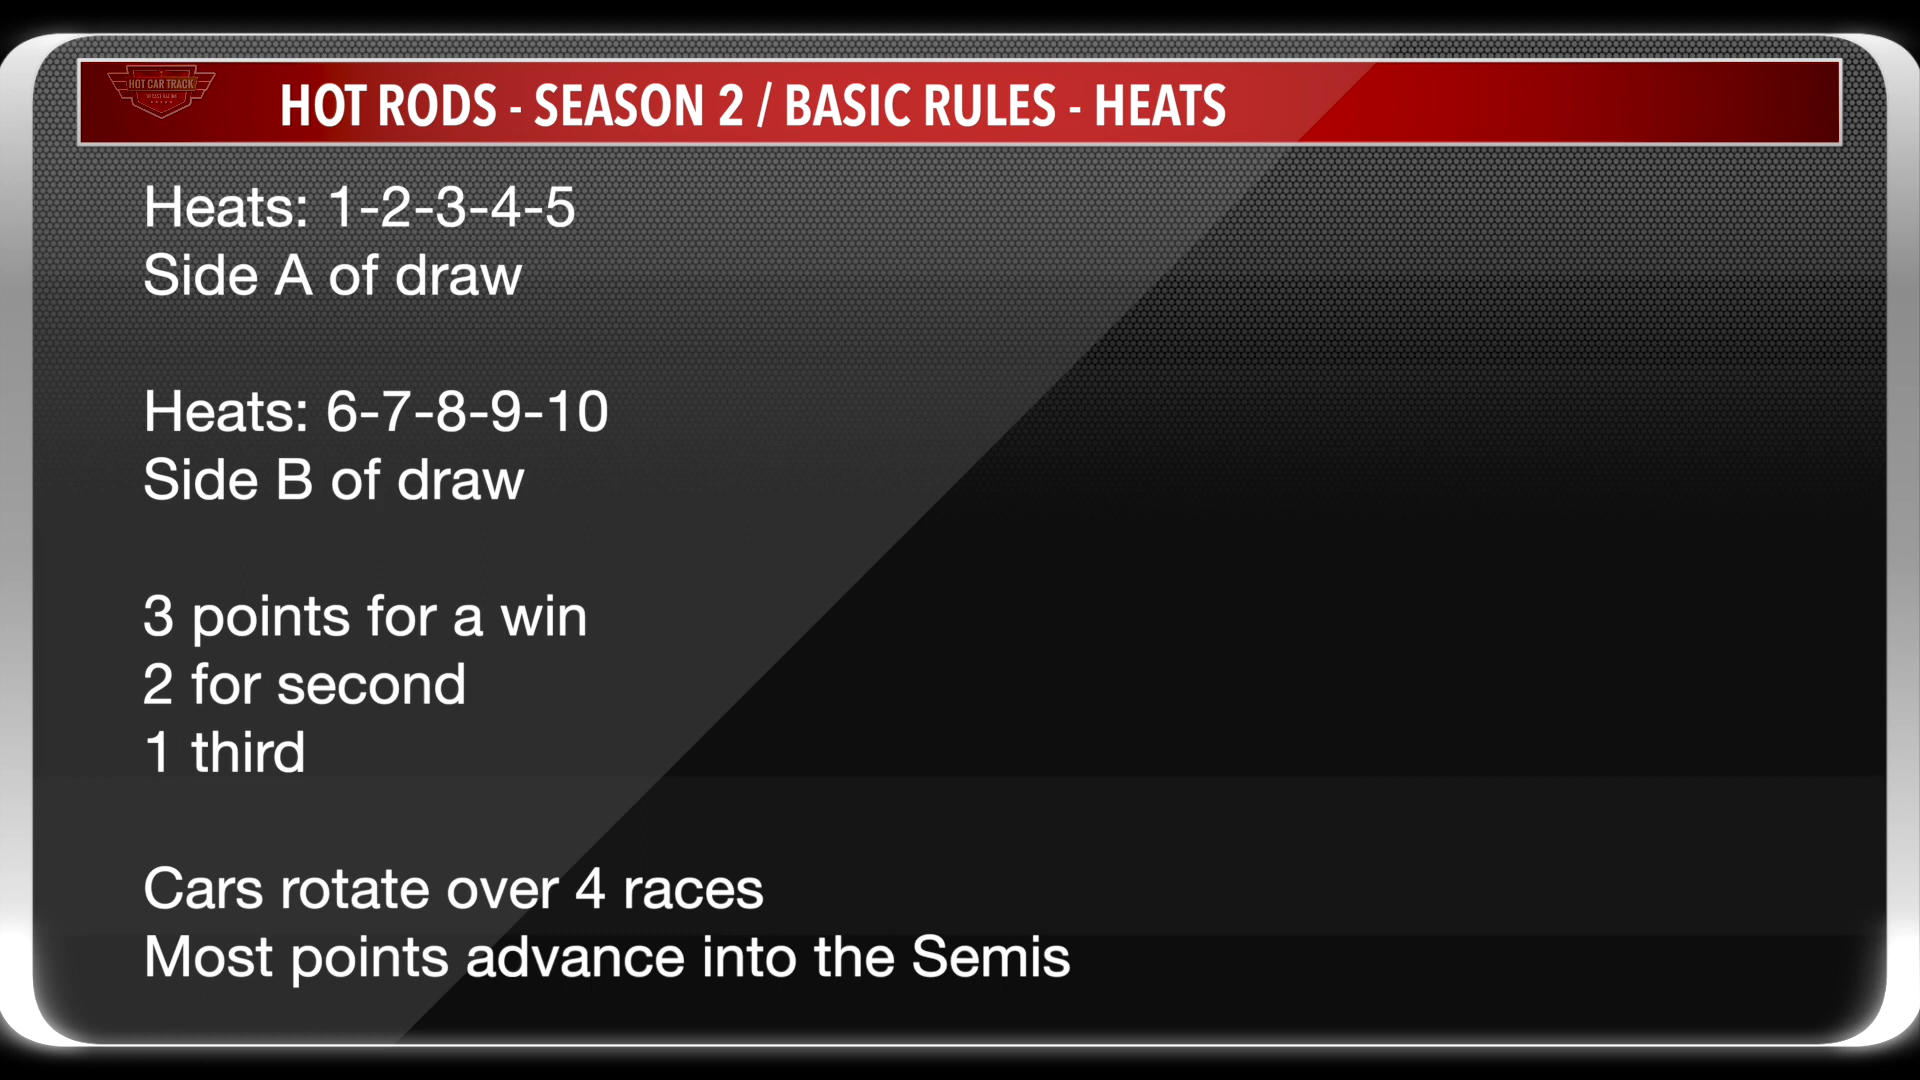 HOT CAR TRACK
HOT RODS - SEASON 2 / BASIC RULES - HEATS
Heats: 1-2-3-4-5
Side A of draw
Heats: 6-7-8-9-10
Side B of draw
3 points for a win
2 for second
1 third
Cars rotate over 4 races
Most points advance into the Semis